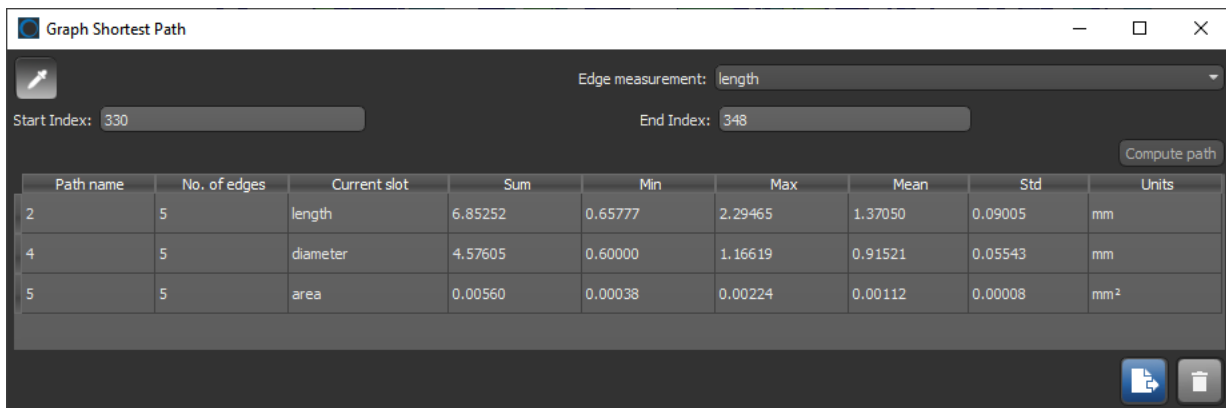 Graph Shortest Path
Edge measurement: length
Start Index: 330 End Index: 348
Compute path
Path name No. of edges Current slot Sum Min Max Mean Std Units
2 5 length 6.85252 0.65777 2.29465 1.37050 0.09005 mm
4 5 diameter 4.57605 0.60000 1.16619 0.91521 0.05543 mm
5 5 area 0.00560 0.00038 0.00224 0.00112 0.00008 mm²